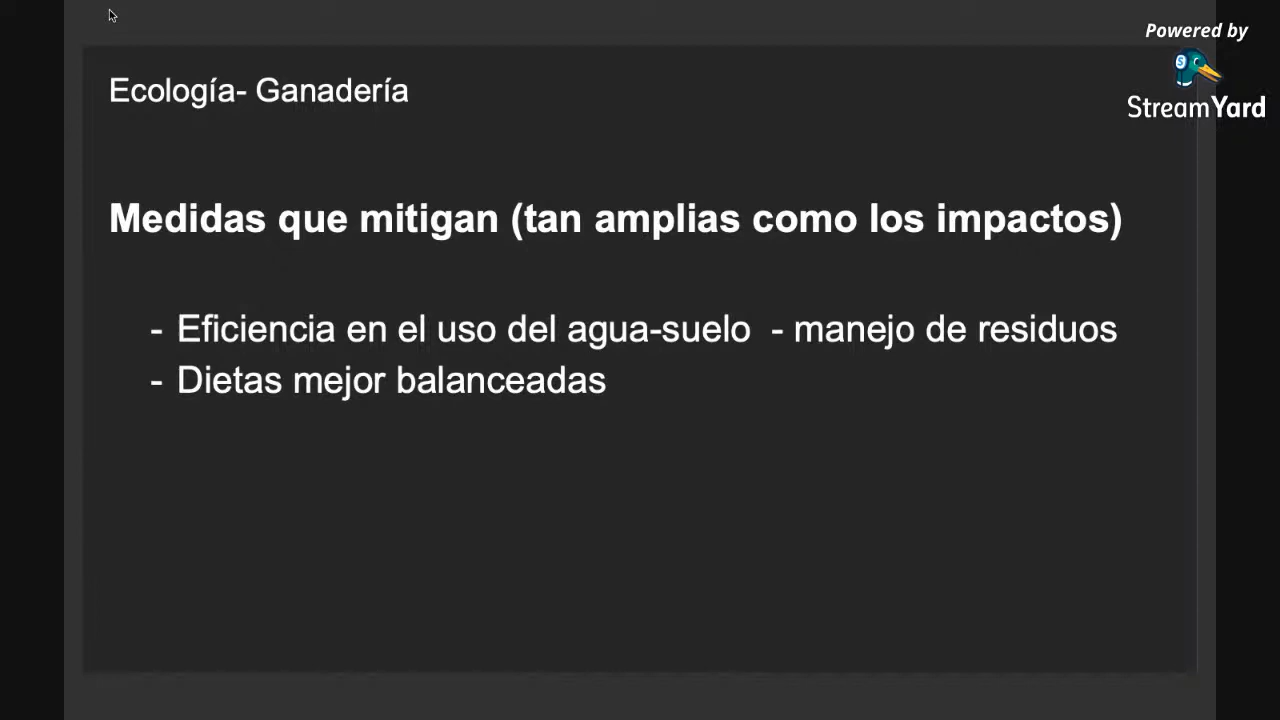 Powered by
StreamYard
Ecología- Ganadería
Medidas que mitigan (tan amplias como los impactos)
- Eficiencia en el uso del agua-suelo - manejo de residuos
- Dietas mejor balanceadas